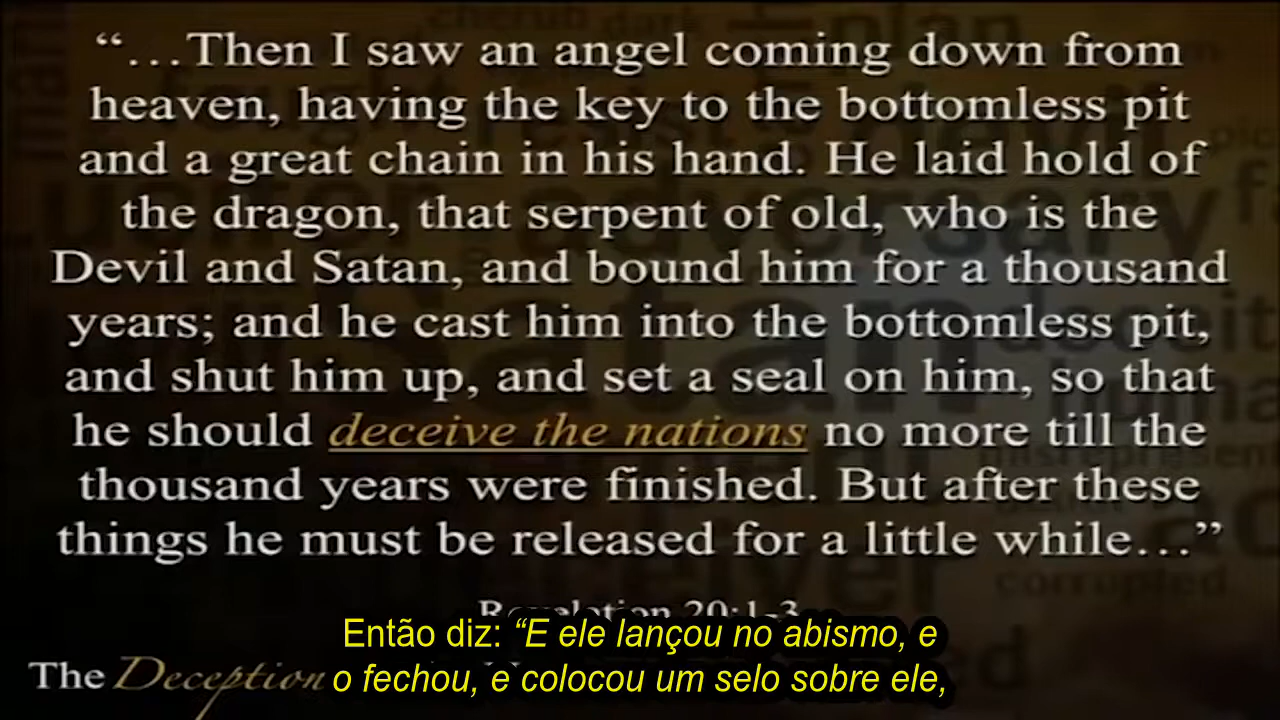 “…Then I saw an angel coming down from
heaven, having the key to the bottomless pit
and a great chain in his hand. He laid hold of
the dragon, that serpent of old, who is the
Devil and Satan, and bound him for a thousand
years; and he cast him into the bottomless pit,
and shut him up, and set a seal on him, so that
he should deceive the nations no more till the
thousand years were finished. But after these
things he must be released for a little while…”
Revelation 20:1-3
Então diz: “E ele lançou no abismo, e
o fechou, e colocou um selo sobre ele,
The Deception